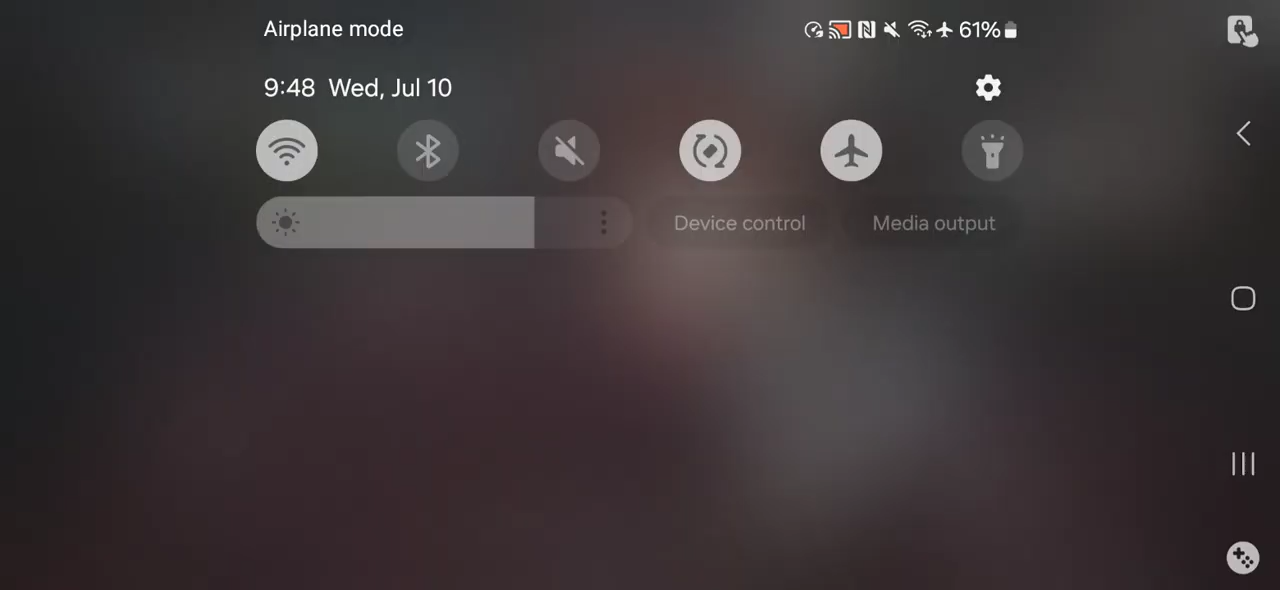 Airplane mode
61%
9:48 Wed, Jul 10
Device control
Media output